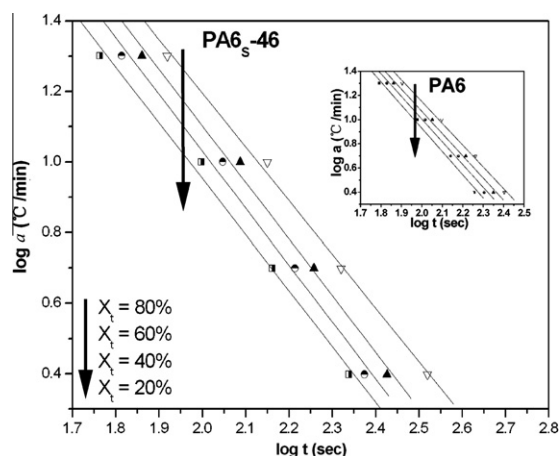 PA6S-46
log a (℃/min)
1.4
1.2
1.0
0.8
0.6
0.4
Xt = 80%
Xt = 60%
Xt = 40%
Xt = 20%
1.7 1.8 1.9 2.0 2.1 2.2 2.3 2.4 2.5 2.6 2.7 2.8
log t (sec)
PA6
log a (℃/min)
1.4
1.2
1.0
0.8
0.6
0.4
1.7 1.8 1.9 2.0 2.1 2.2 2.3 2.4 2.5
log t (sec)